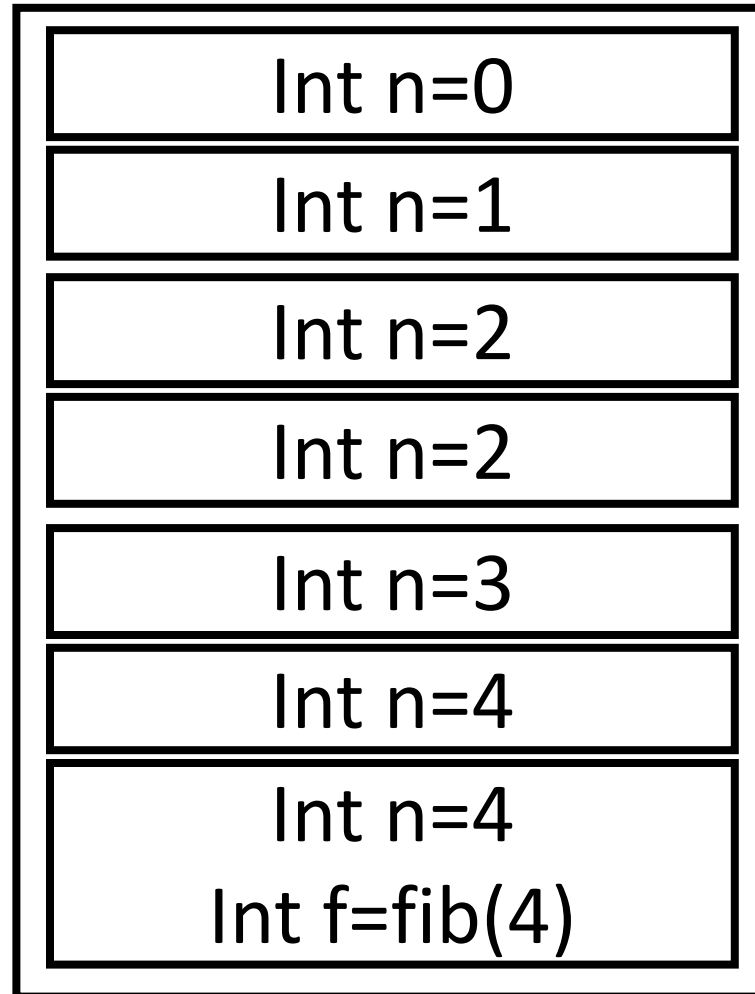 Int n=0
Int n=1
Int n=2
Int n=2
Int n=3
Int n=4
Int n=4
Int f=fib(4)